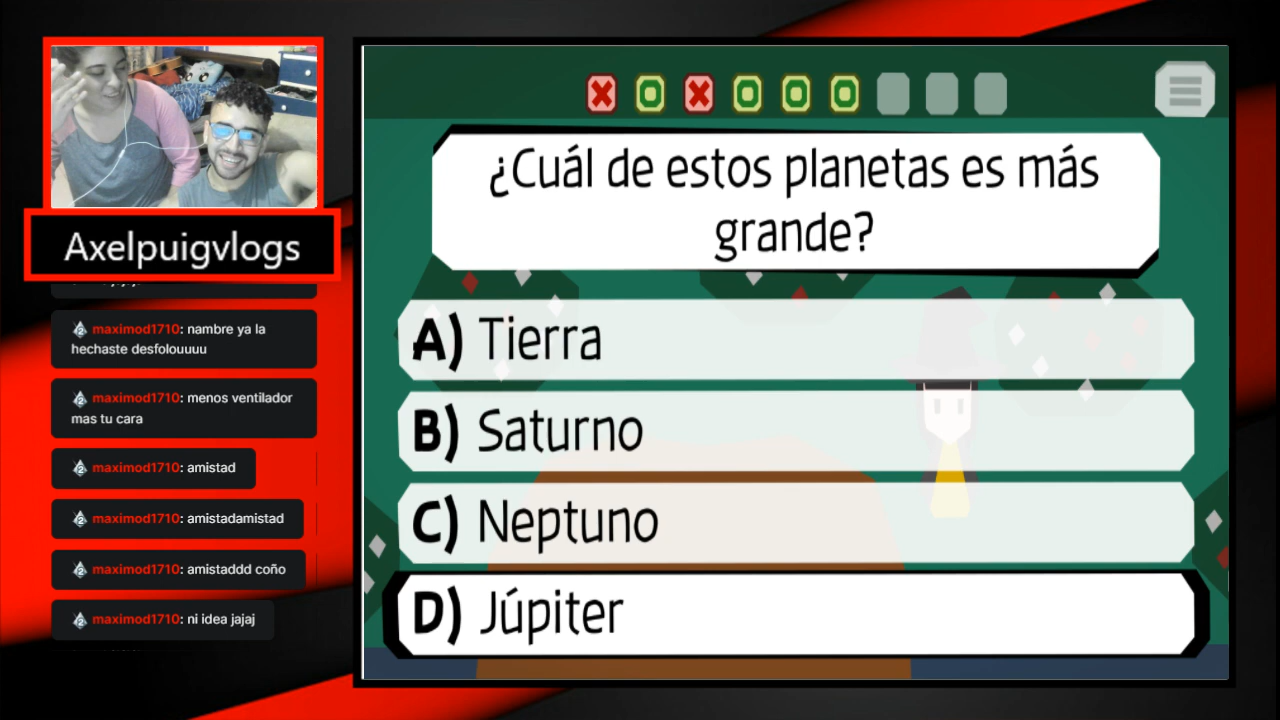 Axelpuigvlogs
maximod1710: nambre ya la
hechaste desfolouuuu
maximod1710: menos ventilador
mas tu cara
maximod1710: amistad
maximod1710: amistadamistad
maximod1710: amistaddd coño
maximod1710: ni idea jajaj
¿Cuál de estos planetas es más
grande?
A) Tierra
B) Saturno
C) Neptuno
D) Júpiter